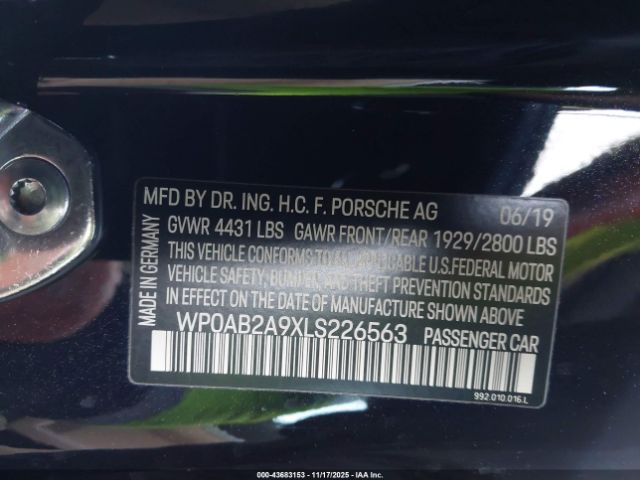 MFD BY DR. ING. H.C. F. PORSCHE AG 06/19
GVWR 4431 LBS GAWR FRONT/REAR 1929/2800 LBS
THIS VEHICLE CONFORMS TO ALL APPLICABLE U.S.FEDERAL MOTOR
VEHICLE SAFETY, BUMPER, AND THEFT PREVENTION STANDARDS
IN EFFECT ON THE DATE OF MANUFACTURE SHOWN ABOVE
MADE IN GERMANY
WP0AB2A9XLS226563 PASSENGER CAR
992.010.016.L
000-43683153 - 11/17/2025 - IAAI